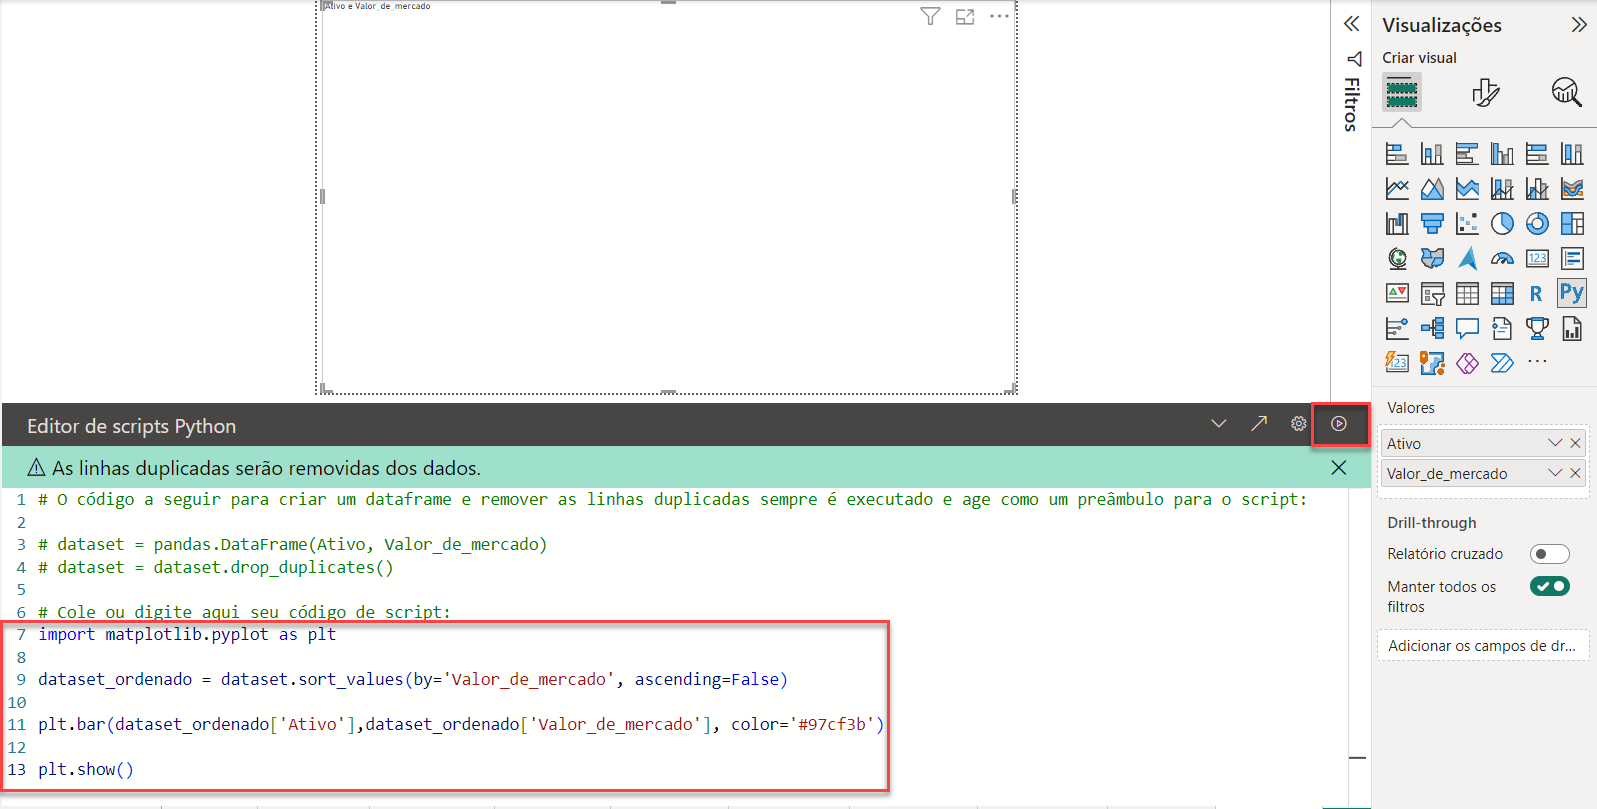 Ativo e Valor_de_mercado
Filtros
Visualizações
Criar visual
123
R
Py
123
Valores
Ativo
Valor_de_mercado
Drill-through
Relatório cruzado
Manter todos os
filtros
Adicionar os campos de dr...
Editor de scripts Python
As linhas duplicadas serão removidas dos dados.
1 # O código a seguir para criar um dataframe e remover as linhas duplicadas sempre é executado e age como um preâmbulo para o script:
2
3 # dataset = pandas.DataFrame(Ativo, Valor_de_mercado)
4 # dataset = dataset.drop_duplicates()
5
6 # Cole ou digite aqui seu código de script:
7 import matplotlib.pyplot as plt
8
9 dataset_ordenado = dataset.sort_values(by='Valor_de_mercado', ascending=False)
10
11 plt.bar(dataset_ordenado['Ativo'],dataset_ordenado['Valor_de_mercado'], color='#97cf3b')
12
13 plt.show()